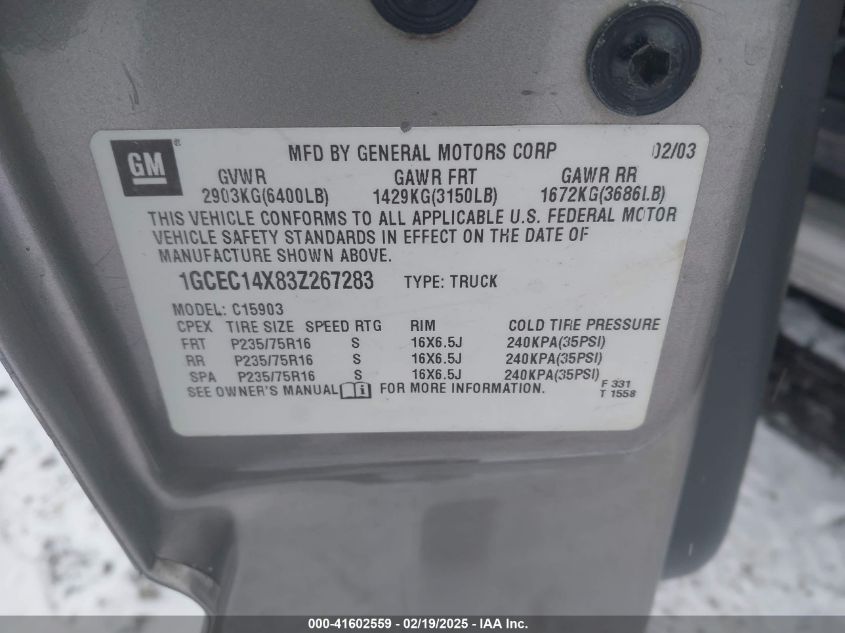 GM ®
MFD BY GENERAL MOTORS CORP 02/03
GVWR GAWR FRT GAWR RR
2903KG(6400LB) 1429KG(3150LB) 1672KG(3686LB)
THIS VEHICLE CONFORMS TO ALL APPLICABLE U.S. FEDERAL MOTOR
VEHICLE SAFETY STANDARDS IN EFFECT ON THE DATE OF
MANUFACTURE SHOWN ABOVE.
1GCEC14X83Z267283 TYPE: TRUCK
MODEL: C15903
CPEX TIRE SIZE SPEED RTG RIM COLD TIRE PRESSURE
FRT P235/75R16 S 16X6.5J 240KPA(35PSI)
RR P235/75R16 S 16X6.5J 240KPA(35PSI)
SPA P235/75R16 S 16X6.5J 240KPA(35PSI)
SEE OWNER'S MANUAL i FOR MORE INFORMATION.
F 331
T 1558
000-41602559 - 02/19/2025 - IAA Inc.